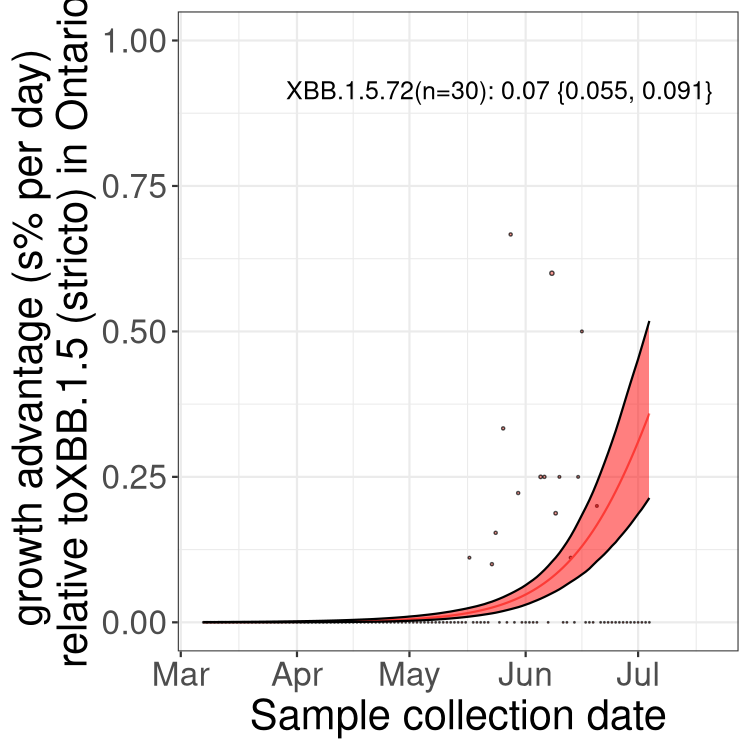 growth advantage (s% per day)
relative toXBB.1.5 (stricto) in Ontario
1.00
0.75
0.50
0.25
0.00
XBB.1.5.72(n=30): 0.07 {0.055, 0.091}
Mar Apr May Jun Jul
Sample collection date